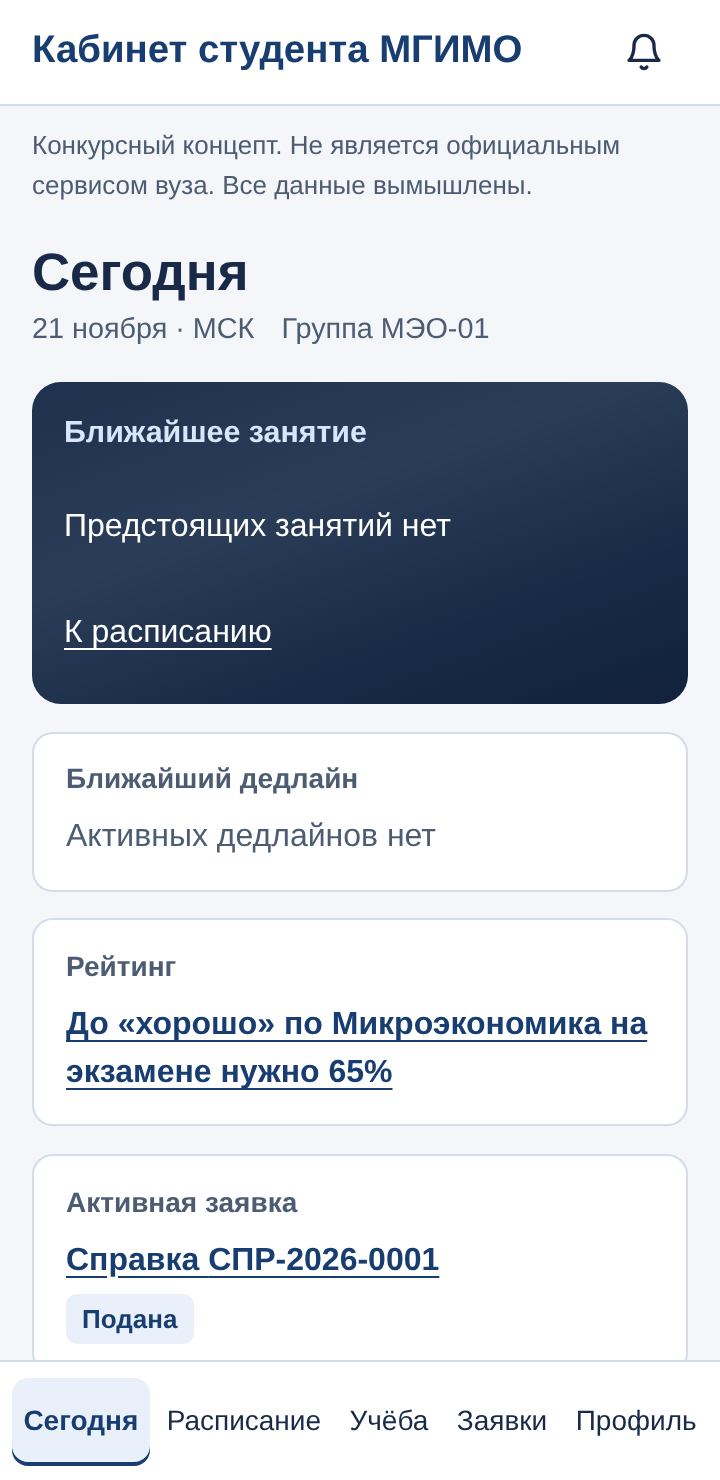 Кабинет студента МГИМО
Конкурсный концепт. Не является официальным
сервисом вуза. Все данные вымышлены.
Сегодня
21 ноября · МСК Группа МЭО-01
Ближайшее занятие
Предстоящих занятий нет
К расписанию
Ближайший дедлайн
Активных дедлайнов нет
Рейтинг
До «хорошо» по Микроэкономика на
экзамене нужно 65%
Активная заявка
Справка СПР-2026-0001
Подана
Сегодня Расписание Учёба Заявки Профиль